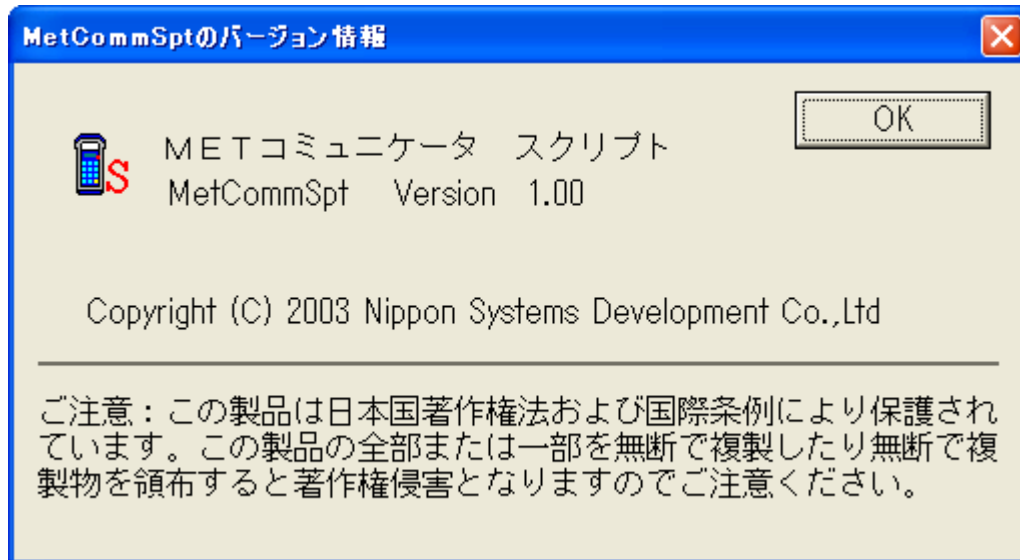 MetCommSptのバージョン情報
OK
METコミュニケータ　スクリプト
MetCommSpt　Version　1.00
S
Copyright (C) 2003 Nippon Systems Development Co.,Ltd
ご注意：この製品は日本国著作権法および国際条例により保護され
ています。この製品の全部または一部を無断で複製したり無断で複
製物を頒布すると著作権侵害となりますのでご注意ください。